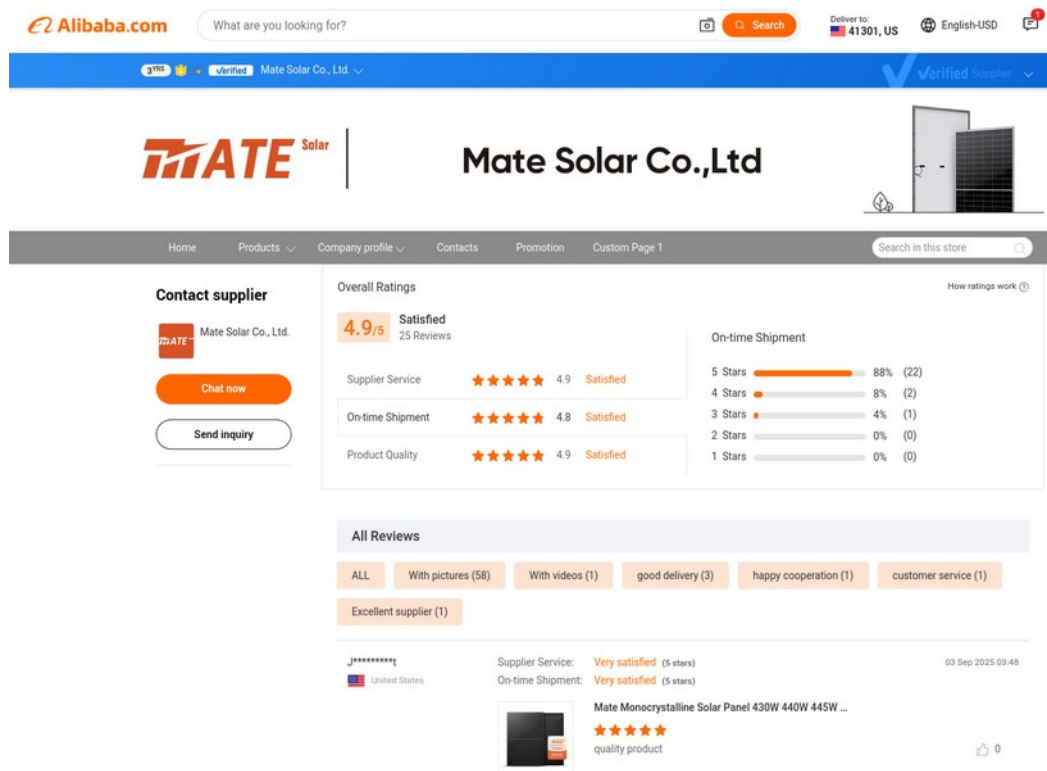 Alibaba.com
What are you looking for?
Search
Deliver to:
41301, US
English-USD
1
3YRS
Verified
Mate Solar Co., Ltd.
Verified Supplier
MATE Solar
Mate Solar Co.,Ltd
Home
Products
Company profile
Contacts
Promotion
Custom Page 1
Search in this store
Contact supplier
MATE
Mate Solar Co., Ltd.
Chat now
Send inquiry
Overall Ratings
How ratings work
4.9/5
Satisfied
25 Reviews
Supplier Service 4.9 Satisfied
On-time Shipment 4.8 Satisfied
Product Quality 4.9 Satisfied
On-time Shipment
5 Stars 88% (22)
4 Stars 8% (2)
3 Stars 4% (1)
2 Stars 0% (0)
1 Stars 0% (0)
All Reviews
ALL
With pictures (58)
With videos (1)
good delivery (3)
happy cooperation (1)
customer service (1)
Excellent supplier (1)
J*********t
United States
Supplier Service: Very satisfied (5 stars)
On-time Shipment: Very satisfied (5 stars)
03 Sep 2025 03:48
Mate Monocrystalline Solar Panel 430W 440W 445W ...
quality product
0